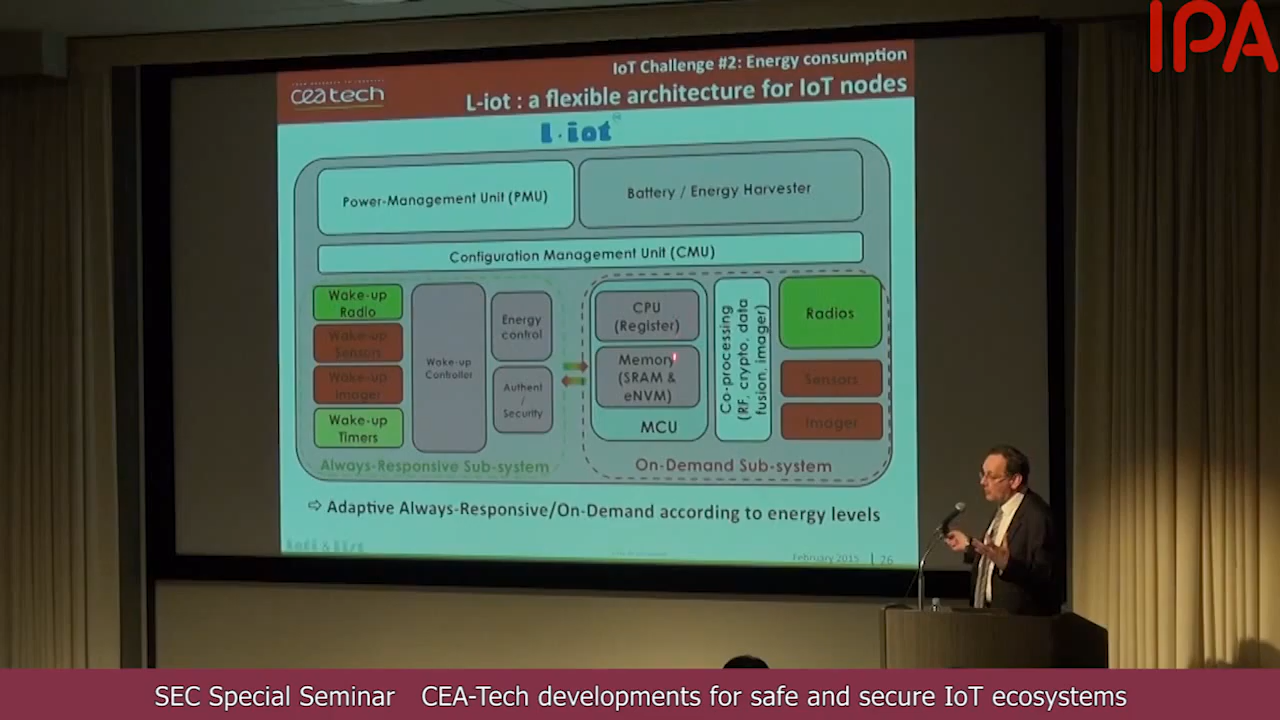 IPA
IoT Challenge #2: Energy consumption
ceatech
L-iot : a flexible architecture for IoT nodes
L·iot
Power-Management Unit (PMU)
Battery / Energy Harvester
Configuration Management Unit (CMU)
Wake-up
Radio
Wake-up
Sensors
Wake-up
Imager
Wake-up
Timers
Wake-up
Controller
Energy
control
Authent
/
Security
Always-Responsive Sub-system
CPU
(Register)
Memory
(SRAM &
eNVM)
MCU
Co-processing
(RF, crypto, data
fusion, imager)
Radios
Sensors
Imager
On-Demand Sub-system
⇨ Adaptive Always-Responsive/On-Demand according to energy levels
leti & list
February 2015 | 26
SEC Special Seminar CEA-Tech developments for safe and secure IoT ecosystems